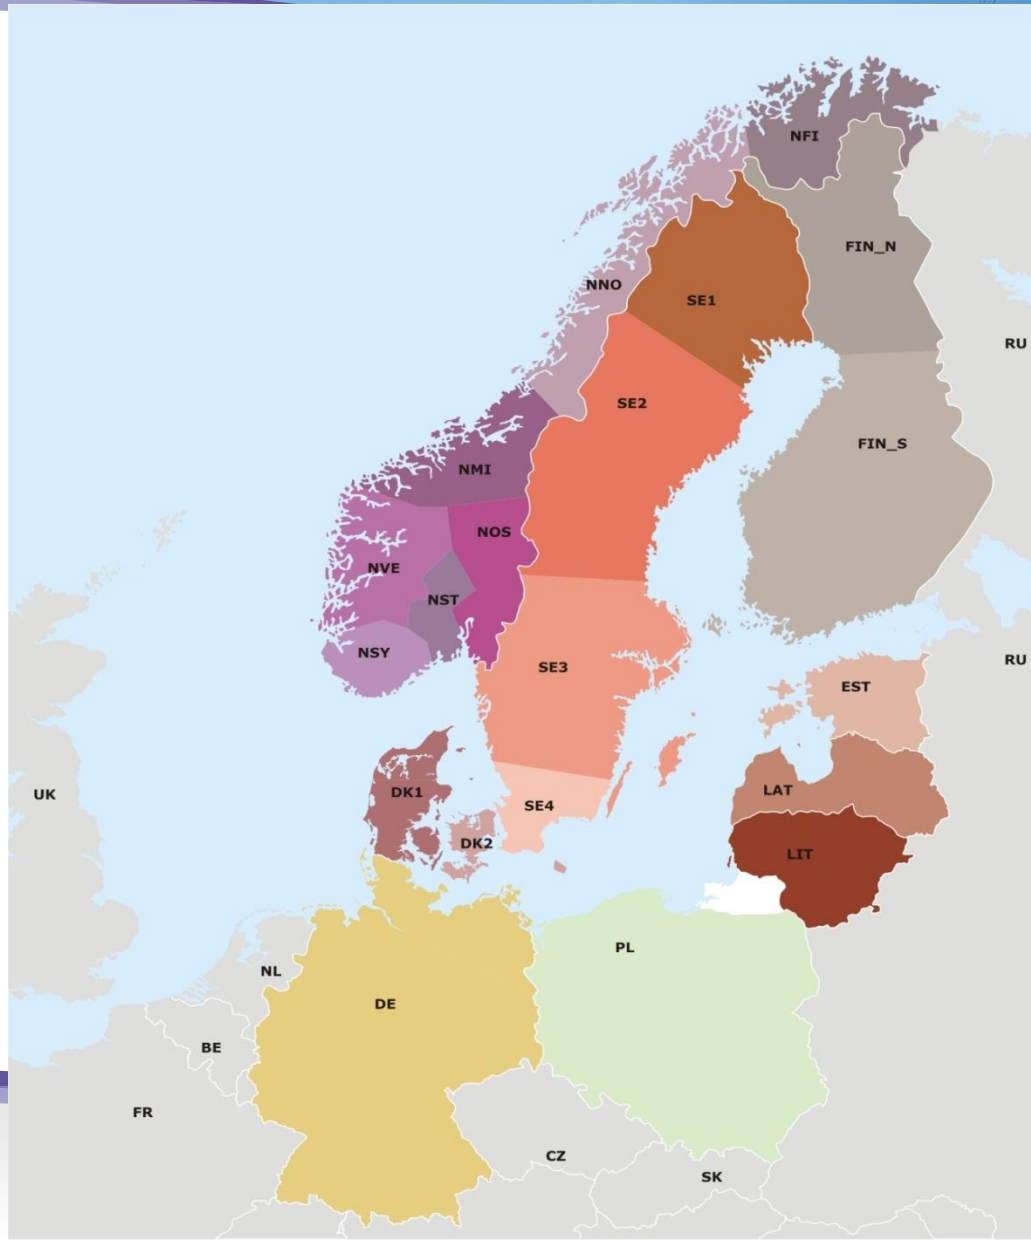 NFI
FIN_N
NNO
SE1
RU
SE2
FIN_S
NMI
NOS
NVE
NST
NSY
SE3
RU
EST
DK1
LAT
UK
SE4
DK2
LIT
PL
NL
DE
BE
FR
CZ
SK